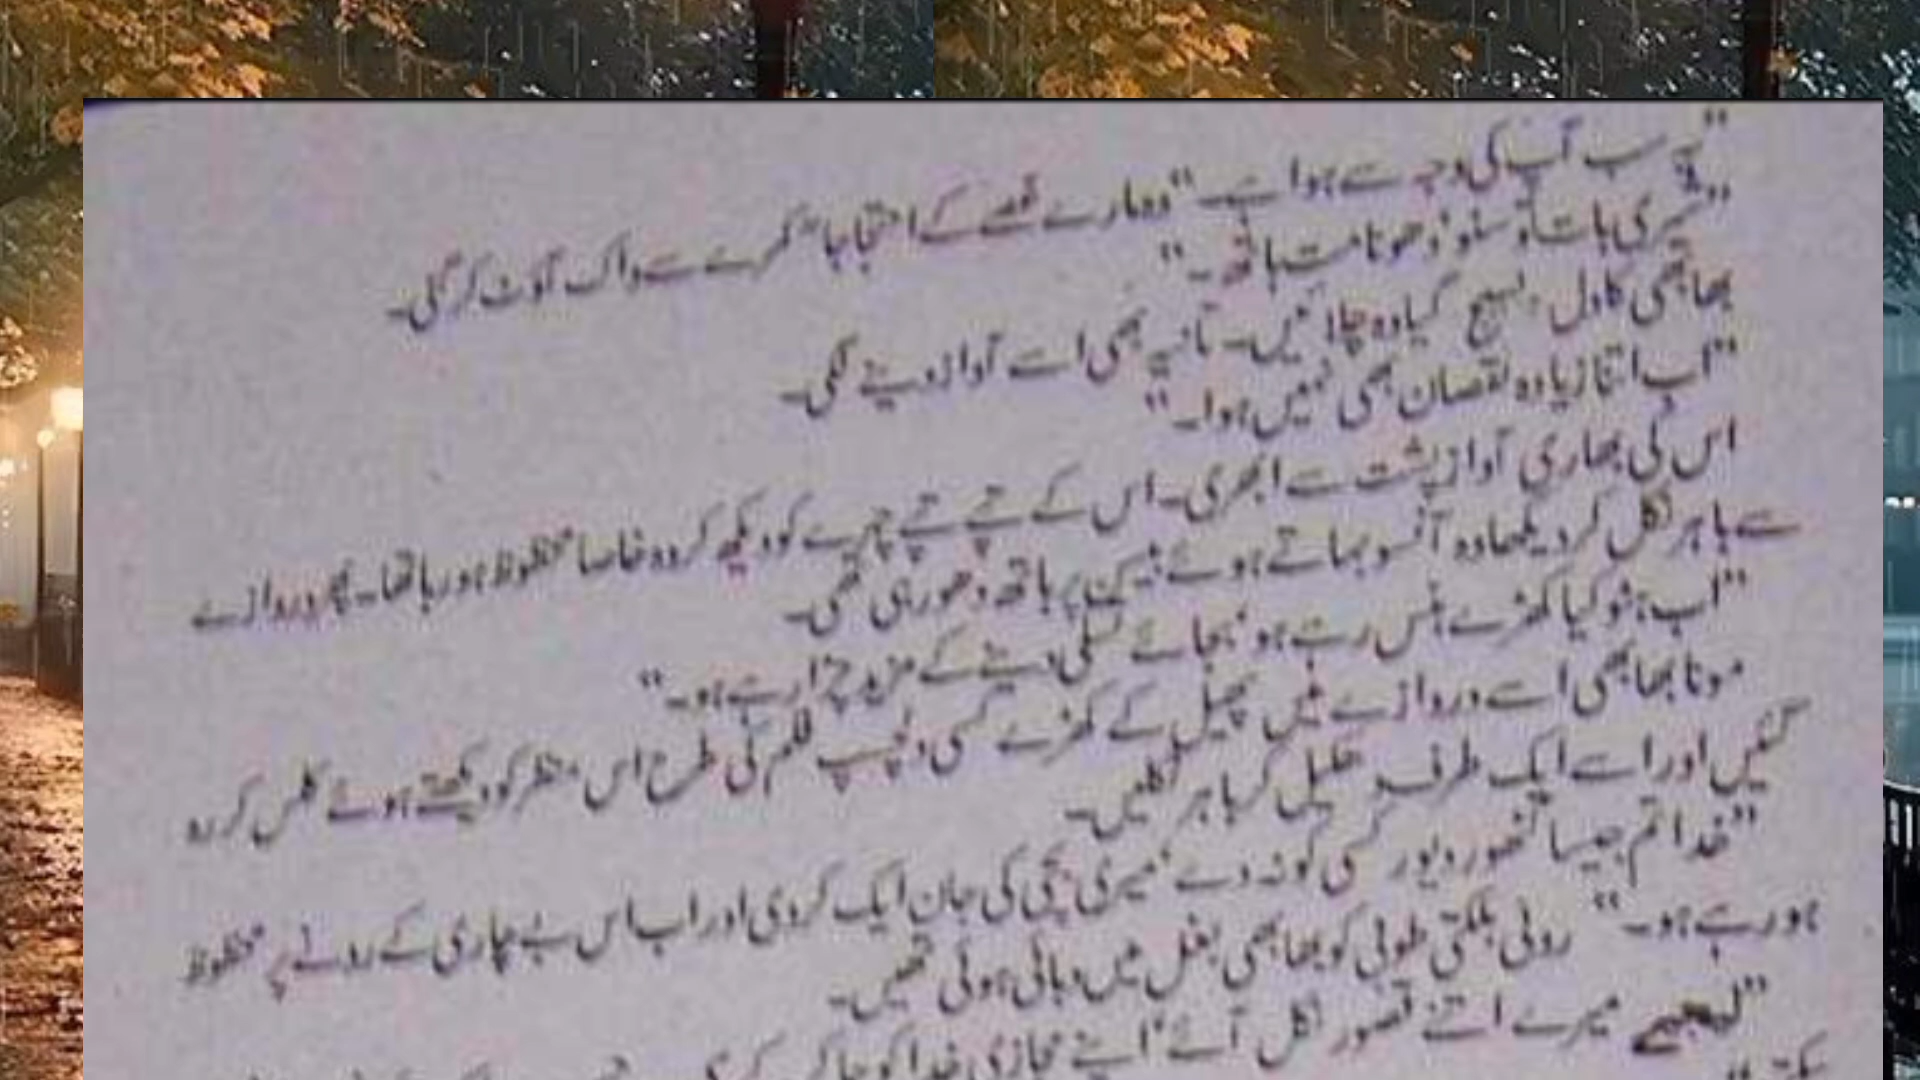 "یہ سب آپ کی وجہ سے ہوا ہے۔" وہ مارے غصے کے احتجاجاً کمرے سے واک آؤٹ کر گئی۔
"میری بات تو سنو، دھونا مت ہاتھ۔"
بھابھی کا دل پسیج گیا وہ چلائیں۔ تانیہ بھی اسے آواز دینے لگی۔
"اب اتنا زیادہ نقصان بھی نہیں ہوا۔"
اس کی بھاری آواز پشت سے ابھری۔ اس کے تپے تپے چہرے کو دیکھ کر وہ خاصا محظوظ ہو رہا تھا۔ پھر دروازے
سے باہر نکل کر دیکھا وہ آنسو بہاتے ہوئے بیسن پر ہاتھ دھو رہی تھی۔
"اب ہٹو کیا کھڑے ہنس رہے ہو، بجائے تسلی دینے کے مزید چڑا رہے ہو۔"
مونا بھابھی اسے دروازے میں پھیل کے کھڑے کسی دلچسپ فلم کی طرح اس منظر کو دیکھتے ہوئے کلس کر رہ
گئیں اور اسے ایک طرف دھکیل کر باہر نکلیں۔
"خدا تم جیسا کٹھور دیور کسی کو نہ دے، میری بچی کی جان ایک کر دی اور اب اس بے چاری کے رونے پر محظوظ
ہو رہے ہو۔" روتی بلکتی طوبیٰ کو بھابھی بغل میں دبائی ہوئی تھیں۔
"لیجیے میرے اتنے قصور نکل آئے، اپنے مجازی خدا کو جا کر